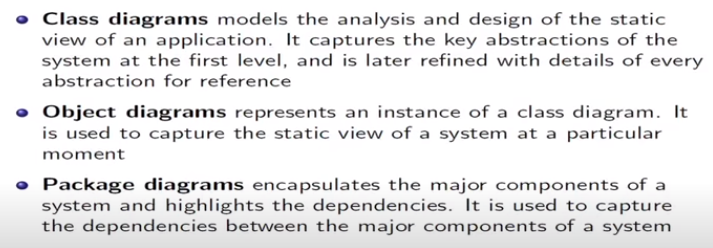 Class diagrams models the analysis and design of the static
view of an application. It captures the key abstractions of the
system at the first level, and is later refined with details of every
abstraction for reference
Object diagrams represents an instance of a class diagram. It
is used to capture the static view of a system at a particular
moment
Package diagrams encapsulates the major components of a
system and highlights the dependencies. It is used to capture
the dependencies between the major components of a system